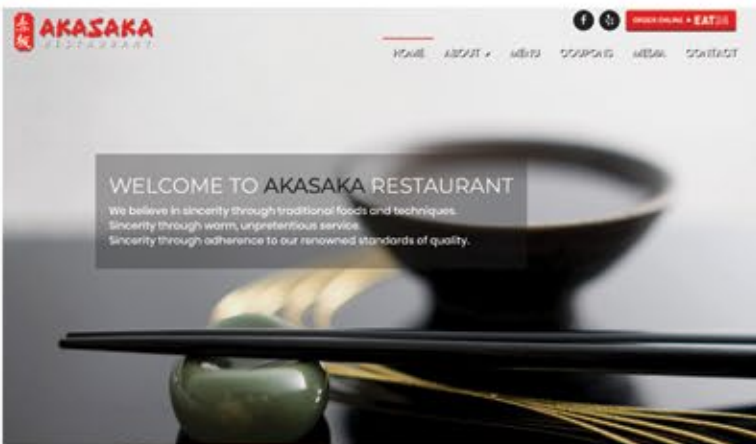 赤坂
AKASAKA
RESTAURANT
ORDER ONLINE EAT24
HOME ABOUT MENU COUPONS MEDIA CONTACT
WELCOME TO AKASAKA RESTAURANT
We believe in sincerity through traditional foods and techniques.
Sincerity through warm, unpretentious service.
Sincerity through adherence to our renowned standards of quality.